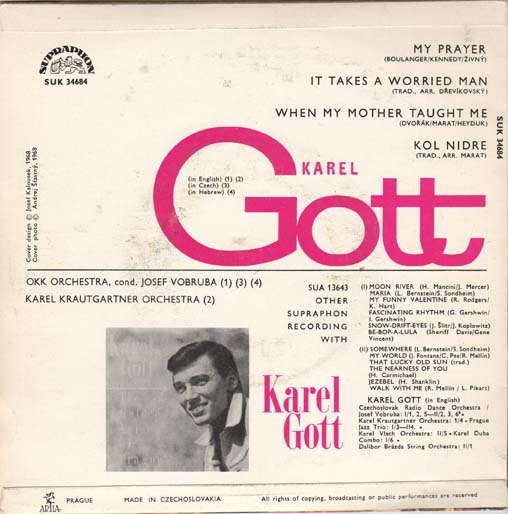 SUPRAPHON
SUK 34684
MY PRAYER
(BOULANGER/KENNEDY/ŽIVNÝ)
IT TAKES A WORRIED MAN
(TRAD., ARR. DŘEVÍKOVSKÝ)
WHEN MY MOTHER TAUGHT ME
(DVOŘÁK/MARAT/HEYDUK)
KOL NIDRE
(TRAD., ARR. MARAT)
SUK 34684
Cover design © Josef Kalousek, 1968
Cover photo © Andrej Šťastný, 1968
KAREL
Gott
(in English) (1) (2)
(in Czech) (3)
(in Hebrew) (4)
OKK ORCHESTRA, cond. JOSEF VOBRUBA (1) (3) (4)
KAREL KRAUTGARTNER ORCHESTRA (2)
SUA 13643
OTHER
SUPRAPHON
RECORDING
WITH
Karel
Gott
(I) MOON RIVER (H. Mancini/J. Mercer)
MARIA (L. Bernstein/S. Sondheim)
MY FUNNY VALENTINE (R. Rodgers/
K. Hart)
FASCINATING RHYTHM (G. Gershwin/
I. Gershwin)
SNOW-DRIFT-EYES (J. Šlitr/J. Koplowitz)
BE-BOP-A-LULA (Sheriff Davis/Gene
Vincent)
(II) SOMEWHERE (L. Bernstein/S. Sondheim)
MY WORLD (J. Fontana/C. Pes/R. Mellin)
THAT LUCKY OLD SUN (trad.)
THE NEARNESS OF YOU
(H. Carmichael)
JEZEBEL (H. Shanklin)
WALK WITH ME (R. Mellin / L. Pikart)
KAREL GOTT (in English)
Czechoslovak Radio Dance Orchestra /
Josef Vobruba: I/1, 2, 5—II/2, 3, 6 •
Karel Krautgartner Orchestra: 1/4 • Prague
Jazz Trio: I/3—II4, •
Karel Vlach Orchestra: II/5 • Karel Duba
Combo: I/6 •
Dalibor Brázda String Orchestra: II/1
ARTIA
PRAGUE
MADE IN CZECHOSLOVAKIA
All rights of copying, broadcasting or public performances are reserved